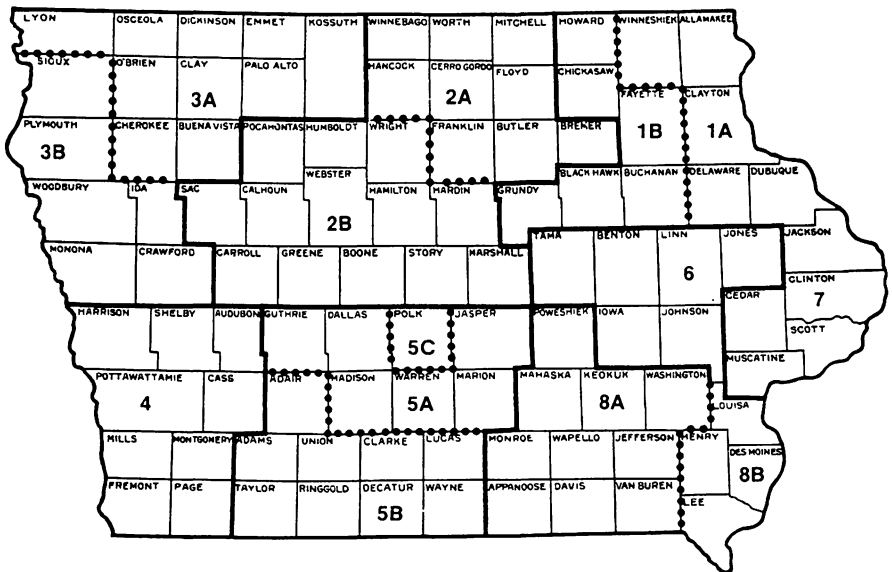 LYON OSCEOLA DICKINSON EMMET KOSSUTH WINNEBAGO WORTH MITCHELL HOWARD WINNESHIEK ALLAMAKEE
SIOUX O'BRIEN CLAY PALO ALTO HANCOCK CERRO GORDO FLOYD CHICKASAW
3A 2A
FAYETTE CLAYTON
PLYMOUTH CHEROKEE BUENA VISTA POCAHONTAS HUMBOLDT WRIGHT FRANKLIN BUTLER BREMER
3B 1B 1A
WOODBURY IDA SAC CALHOUN WEBSTER HAMILTON HARDIN GRUNDY BLACK HAWK BUCHANAN DELAWARE DUBUQUE
2B
MONONA CRAWFORD CARROLL GREENE BOONE STORY MARSHALL TAMA BENTON LINN JONES JACKSON
6
CLINTON
7
CEDAR
HARRISON SHELBY AUDUBON GUTHRIE DALLAS POLK JASPER POWESHIEK IOWA JOHNSON SCOTT
5C
MUSCATINE
POTTAWATTAMIE CASS ADAIR MADISON WARREN MARION MAHASKA KEOKUK WASHINGTON LOUISA
4 5A 8A
MILLS MONTGOMERY ADAMS UNION CLARKE LUCAS MONROE WAPELLO JEFFERSON HENRY DES MOINES
8B
FREMONT PAGE TAYLOR RINGGOLD DECATUR WAYNE APPANOOSE DAVIS VAN BUREN LEE
5B